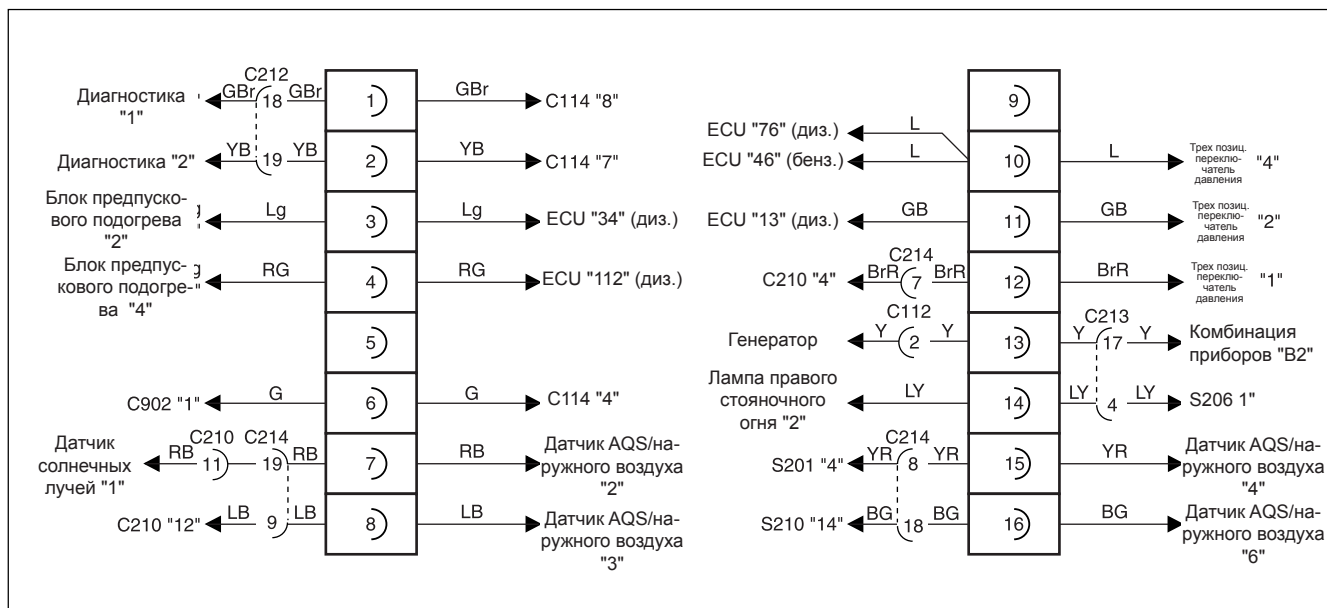 C212
Диагностика "1" GBr 18 GBr 1 GBr C114 "8"
Диагностика "2" YB 19 YB 2 YB C114 "7"
Блок предпуско-
вого подогрева
"2"
Lg 3 Lg ECU "34" (диз.)
Блок предпус-
кового подогре-
ва "4"
RG 4 RG ECU "112" (диз.)
5
C902 "1" G 6 G C114 "4"
Датчик
солнечных
лучей "1"
C210 C214
RB 11 19 RB 7 RB
Датчик AQS/на-
ружного воздуха
"2"
C210 "12" LB 9 LB 8 LB
Датчик AQS/на-
ружного воздуха
"3"
9
ECU "76" (диз.) L
ECU "46" (бенз.) L 10 L
Трех позиц.
переклю-
чатель
давления
"4"
ECU "13" (диз.) GB 11 GB
Трех позиц.
переклю-
чатель
давления
"2"
C214
C210 "4" BrR 7 BrR 12 BrR
Трех позиц.
переклю-
чатель
давления
"1"
C112 C213
Генератор Y 2 Y 13 Y 17 Y
Комбинация
приборов "B2"
Лампа правого
стояночного
огня "2"
LY 14 LY 4 LY S206 1"
C214
S201 "4" YR 8 YR 15 YR
Датчик AQS/на-
ружного воздуха
"4"
S210 "14" BG 18 BG 16 BG
Датчик AQS/на-
ружного воздуха
"6"